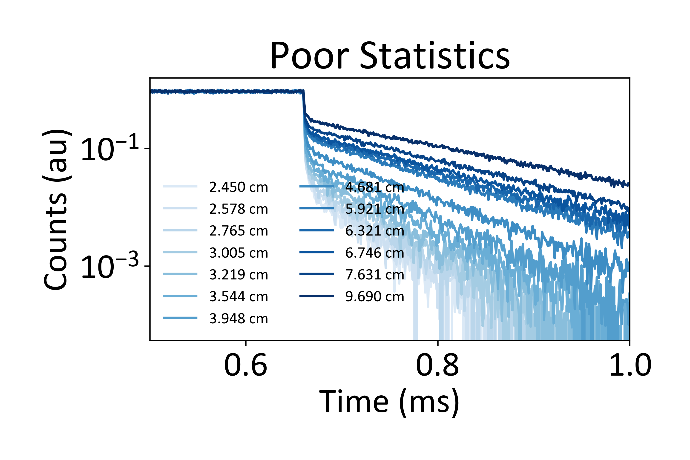 Poor Statistics
Counts (au)
10⁻¹
10⁻³
2.450 cm
2.578 cm
2.765 cm
3.005 cm
3.219 cm
3.544 cm
3.948 cm
4.681 cm
5.921 cm
6.321 cm
6.746 cm
7.631 cm
9.690 cm
0.6 0.8 1.0
Time (ms)